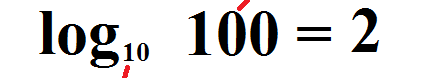 log₁₀ 100 = 2